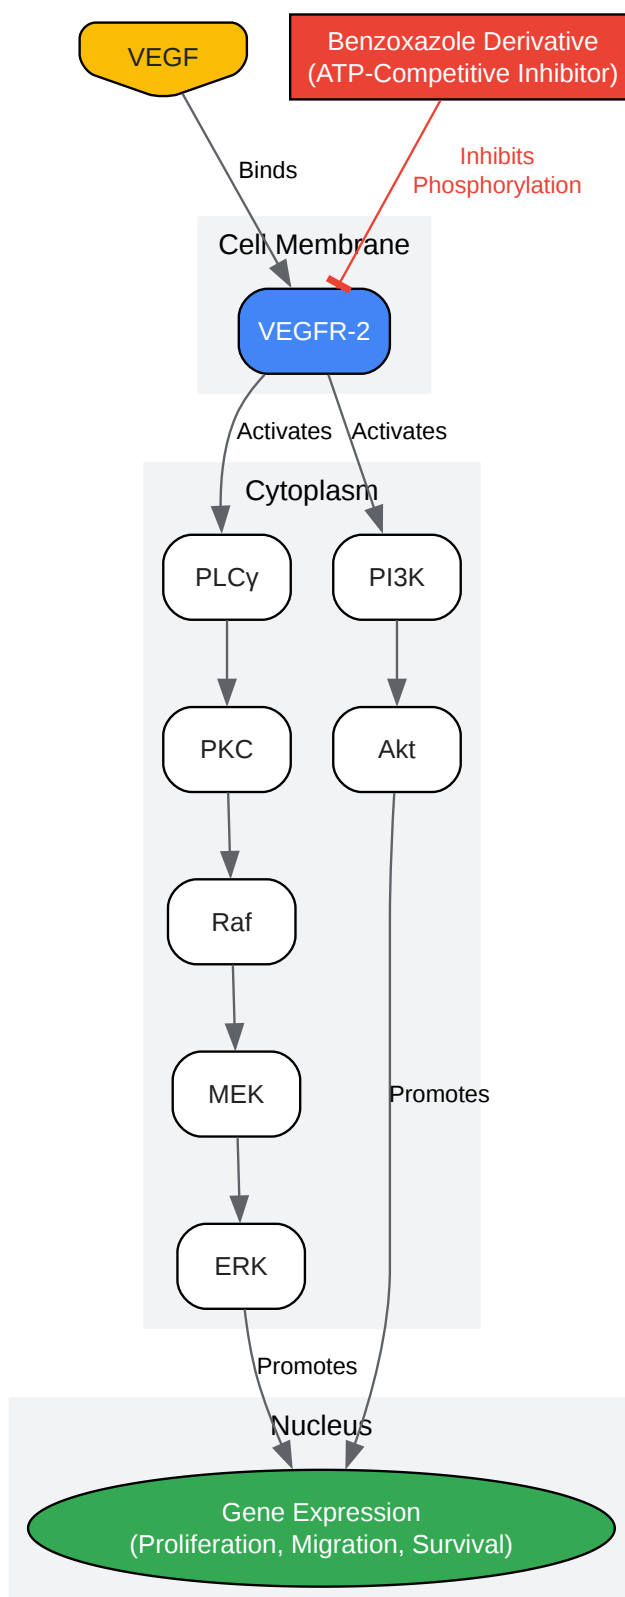 VEGF
Benzoxazole Derivative
(ATP-Competitive Inhibitor)
Binds
Inhibits
Phosphorylation
Cell Membrane
VEGFR-2
Activates
Activates
Cytoplasm
PLCγ
PI3K
PKC
Akt
Raf
MEK
Promotes
ERK
Promotes
Nucleus
Gene Expression
(Proliferation, Migration, Survival)